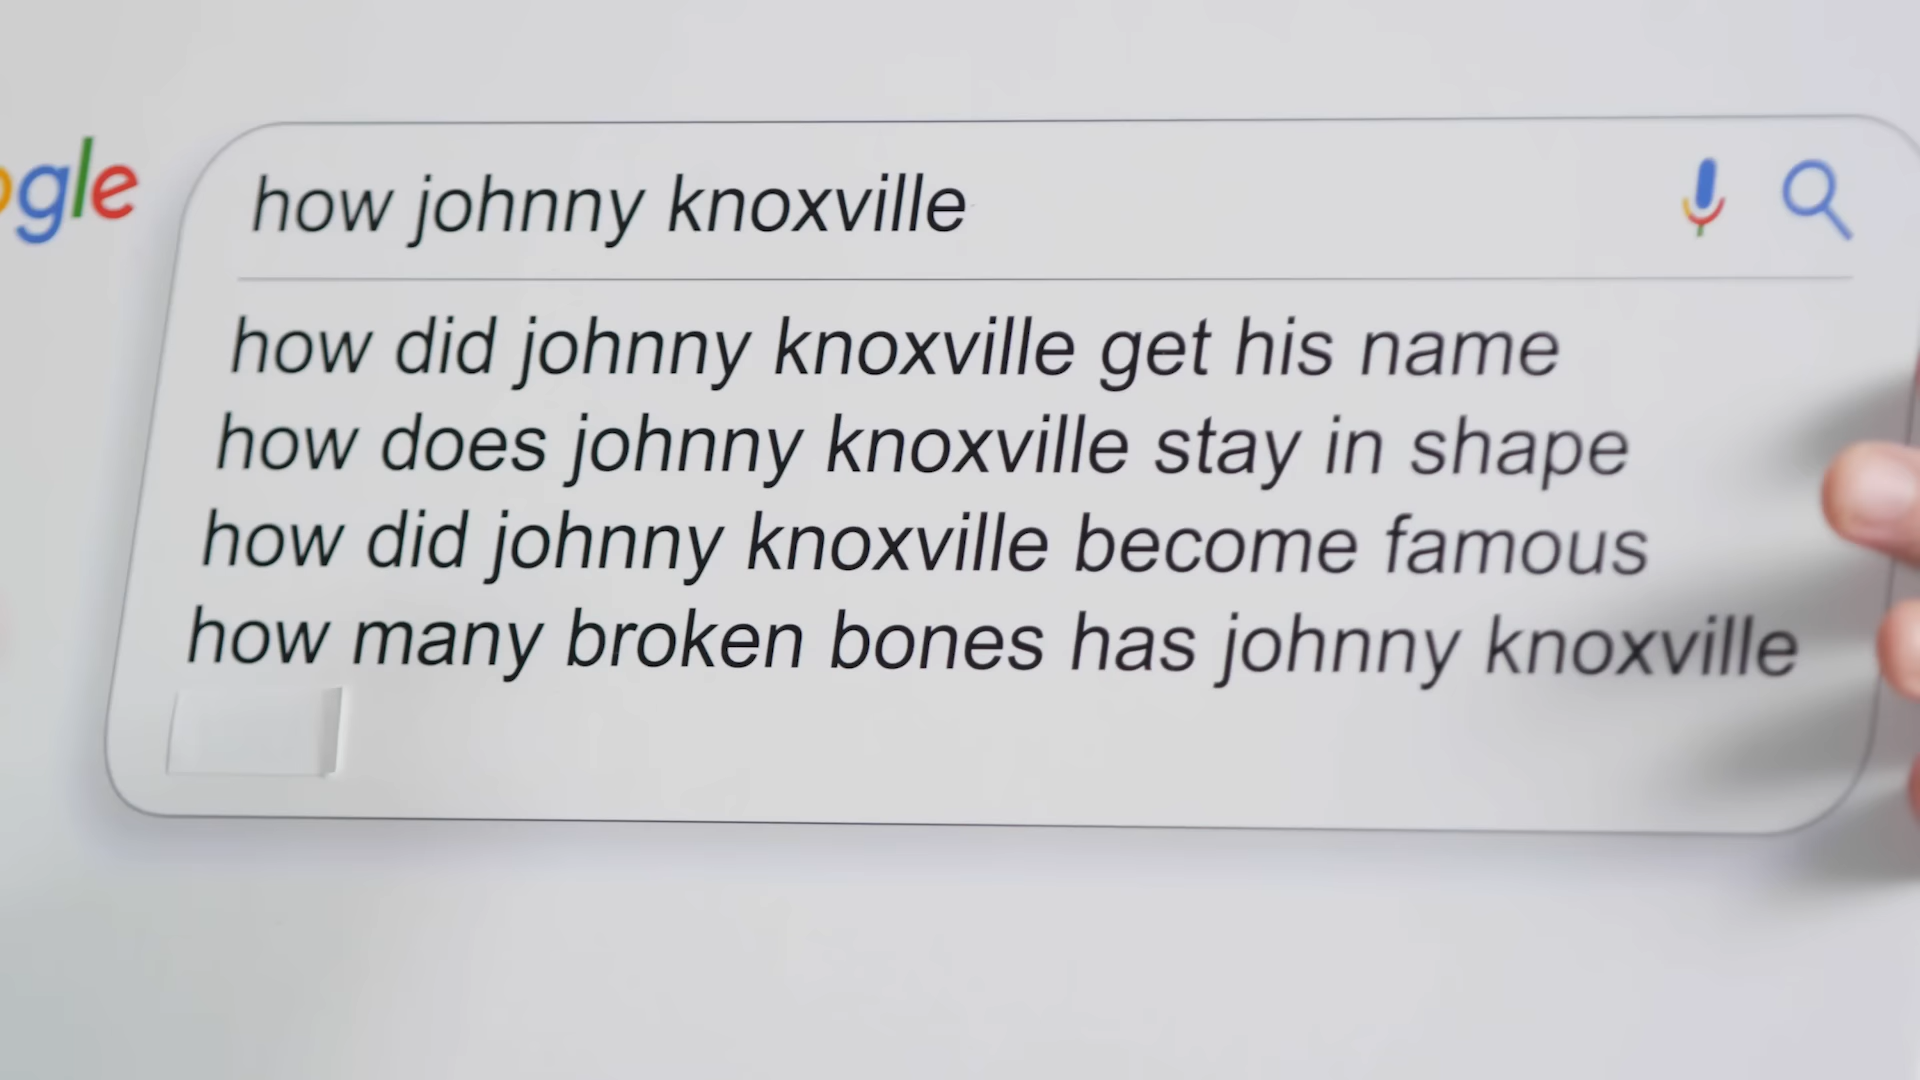 ogle
how johnny knoxville
how did johnny knoxville get his name
how does johnny knoxville stay in shape
how did johnny knoxville become famous
how many broken bones has johnny knoxville